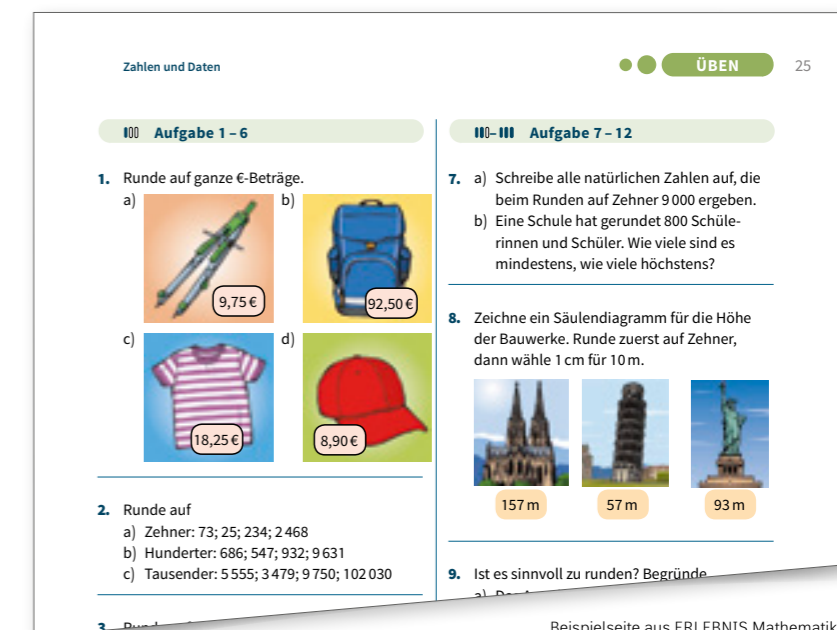 Zahlen und Daten
ÜBEN 25
Aufgabe 1 – 6
1. Runde auf ganze €-Beträge.
a) b)
9,75 €
92,50 €
c) d)
18,25 €
8,90 €
2. Runde auf
a) Zehner: 73; 25; 234; 2 468
b) Hunderter: 686; 547; 932; 9 631
c) Tausender: 5 555; 3 479; 9 750; 102 030
3.
Aufgabe 7 – 12
7. a) Schreibe alle natürlichen Zahlen auf, die
beim Runden auf Zehner 9 000 ergeben.
b) Eine Schule hat gerundet 800 Schüle-
rinnen und Schüler. Wie viele sind es
mindestens, wie viele höchstens?
8. Zeichne ein Säulendiagramm für die Höhe
der Bauwerke. Runde zuerst auf Zehner,
dann wähle 1 cm für 10 m.
157 m
57 m
93 m
9. Ist es sinnvoll zu runden? Begründe
a)
Beispielseite aus ERLEBNIS Mathematik